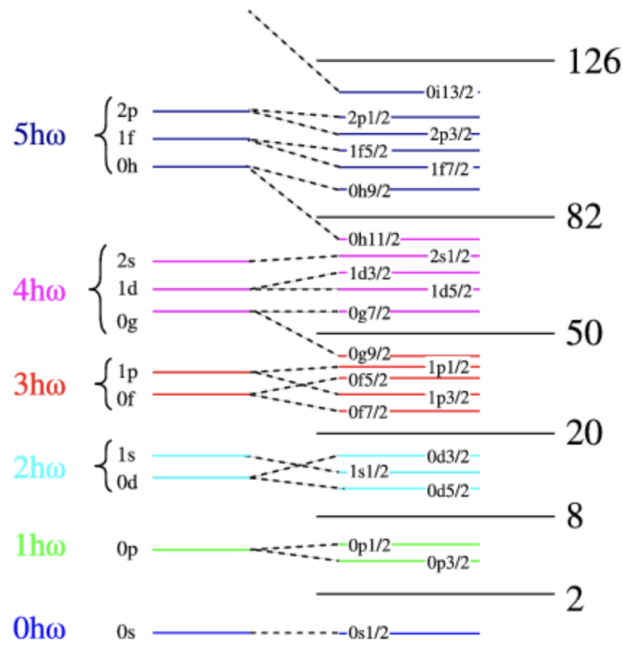 126
0i13/2
2p
2p1/2
5hω
1f
2p3/2
1f5/2
0h
1f7/2
0h9/2
82
0h11/2
2s
2s1/2
1d3/2
4hω
1d
1d5/2
0g
0g7/2
50
0g9/2
1p
1p1/2
3hω
0f5/2
0f
1p3/2
0f7/2
20
1s
0d3/2
2hω
1s1/2
0d
0d5/2
8
1hω
0p
0p1/2
0p3/2
2
0hω
0s
0s1/2